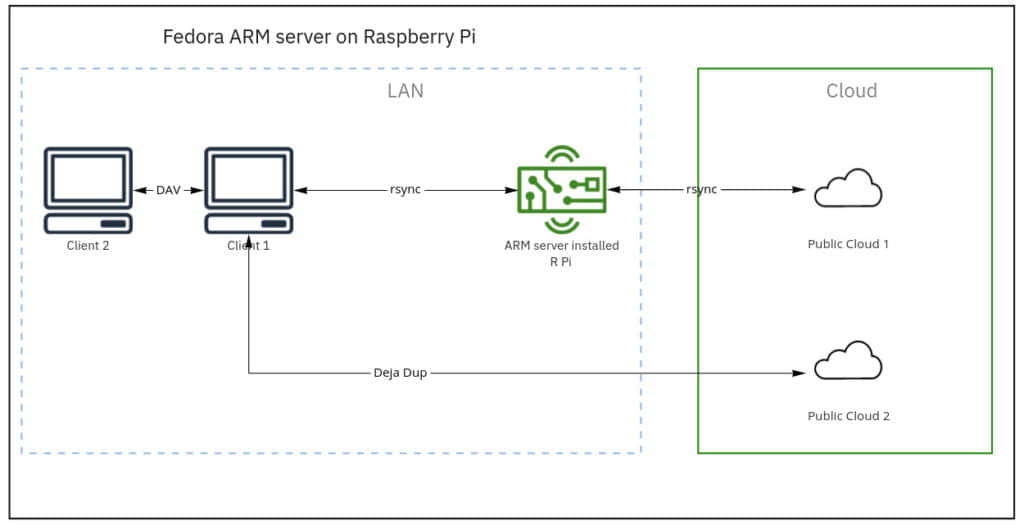 Fedora ARM server on Raspberry Pi
LAN
Cloud
DAV
rsync
rsync
Client 2
Client 1
ARM server installed
R Pi
Public Cloud 1
Deja Dup
Public Cloud 2